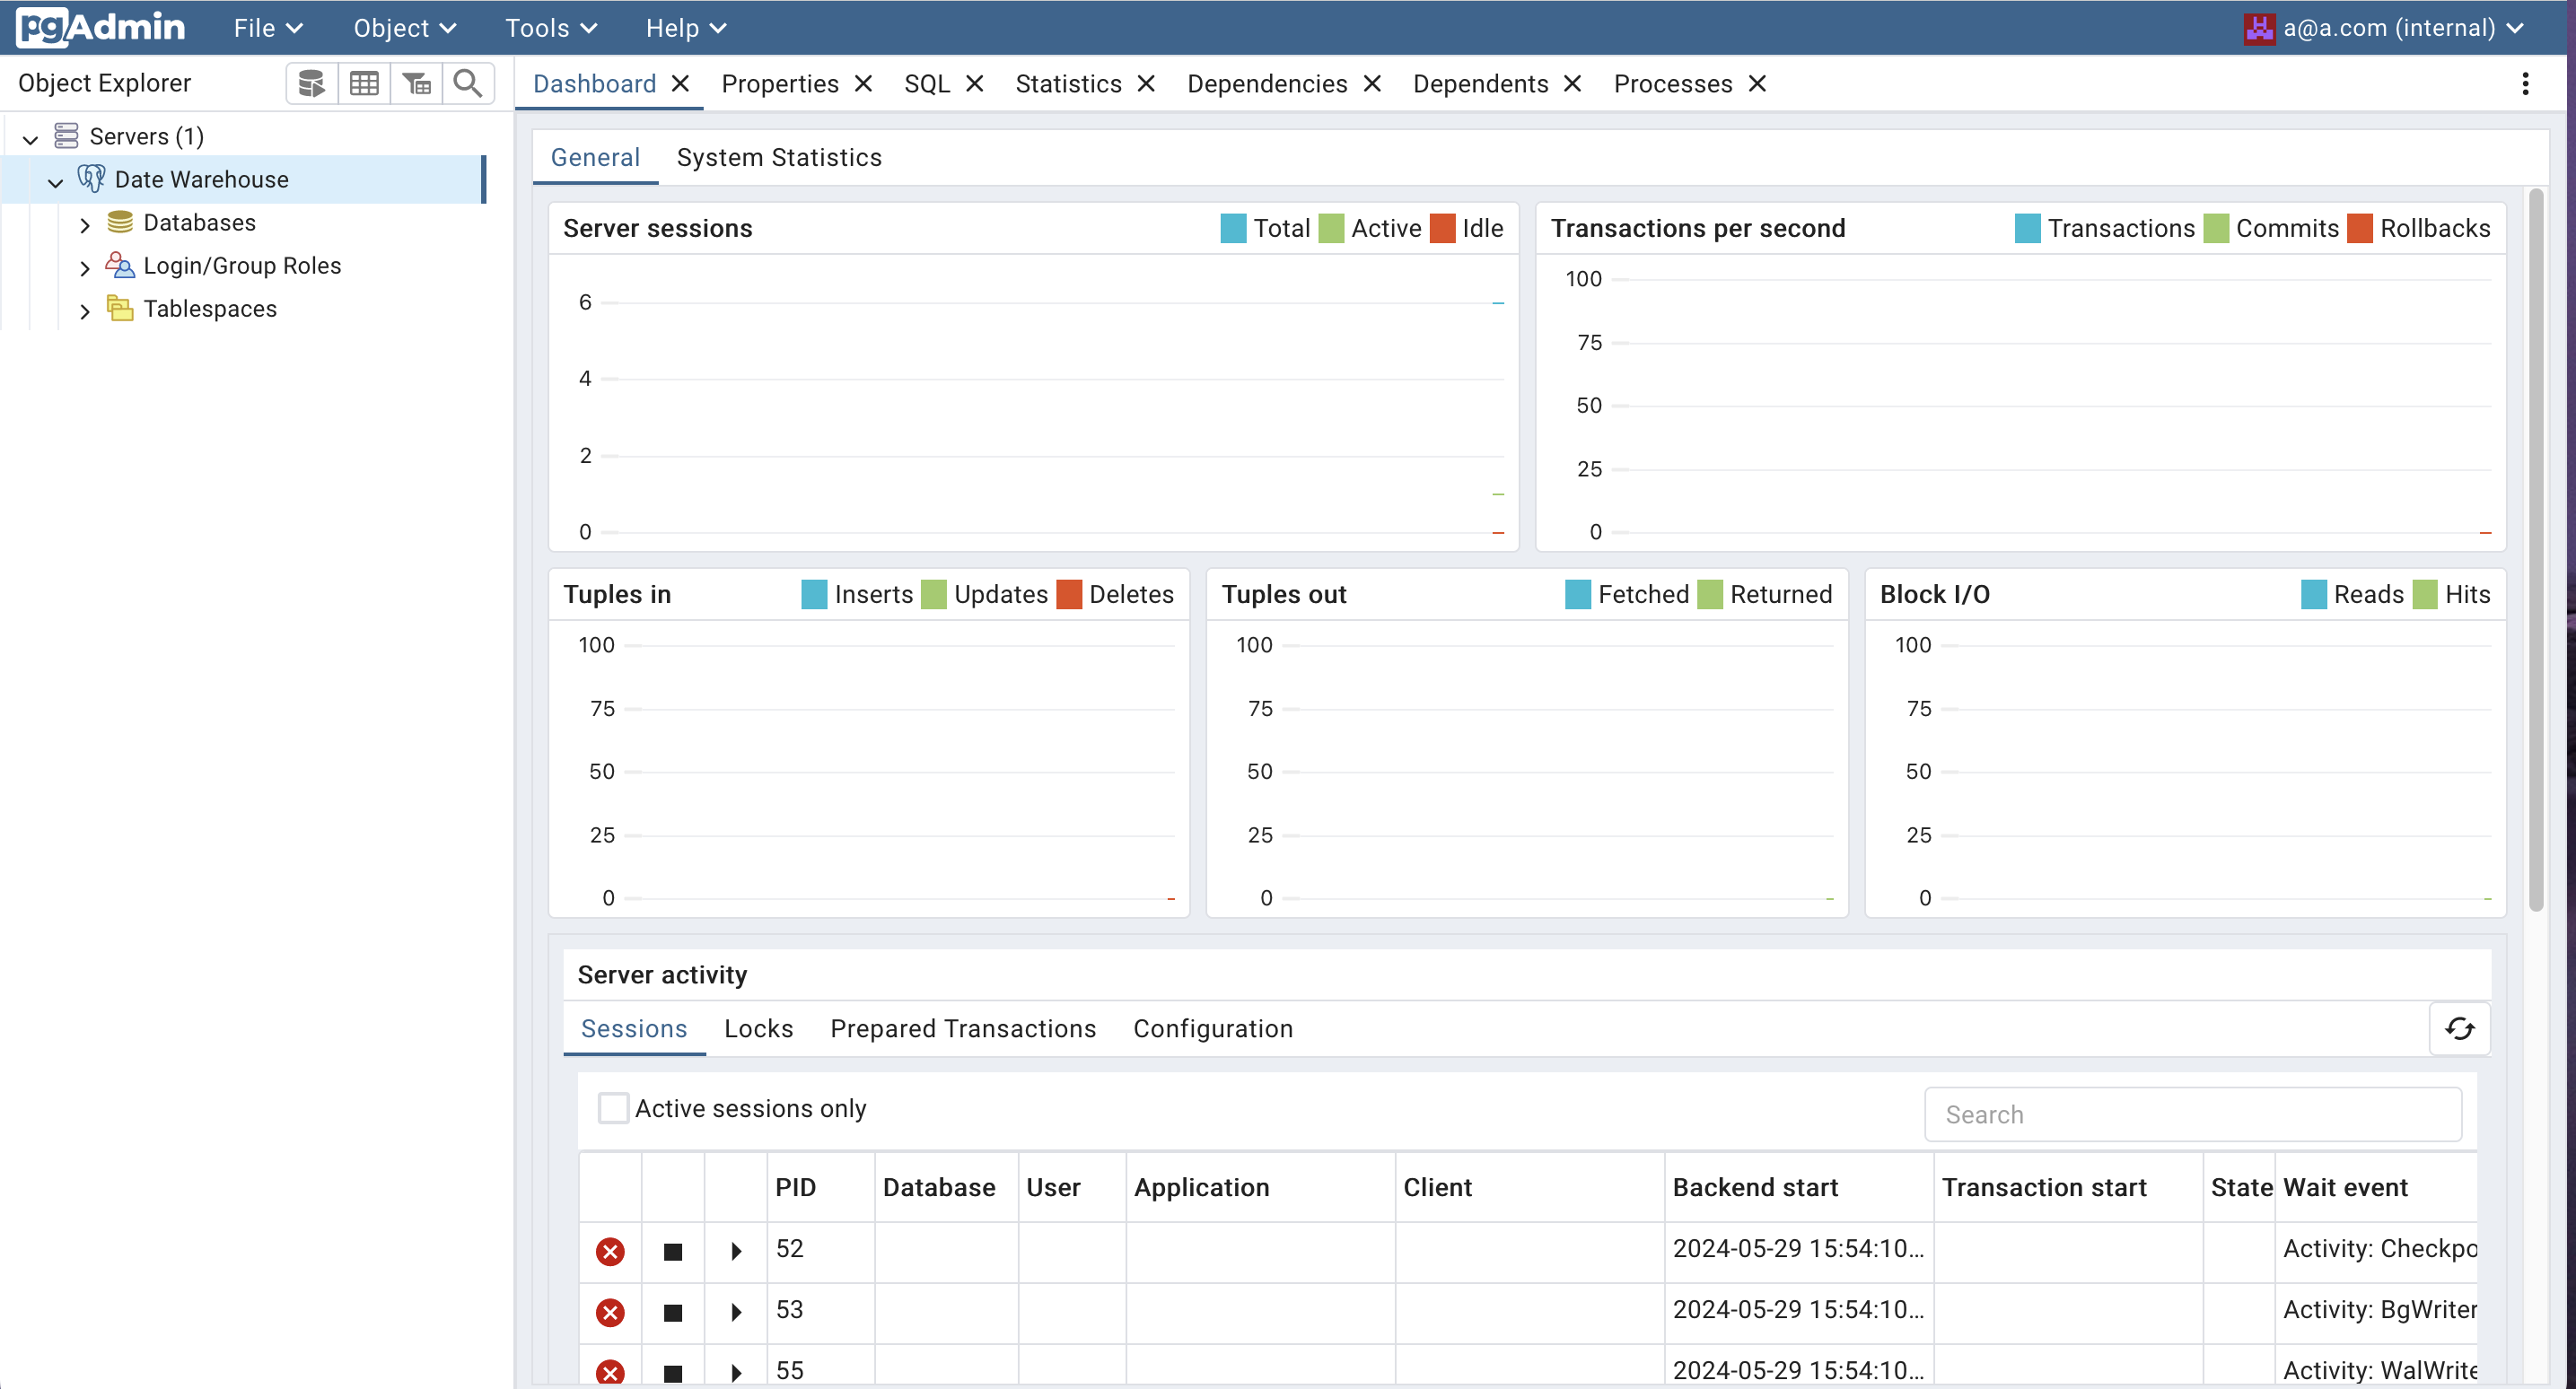 pgAdmin File Object Tools Help a@a.com (internal)
Object Explorer
Dashboard Properties SQL Statistics Dependencies Dependents Processes
Servers (1)
Date Warehouse
Databases
Login/Group Roles
Tablespaces
General System Statistics
Server sessions Total Active Idle
6
4
2
0
Transactions per second Transactions Commits Rollbacks
100
75
50
25
0
Tuples in Inserts Updates Deletes
100
75
50
25
0
Tuples out Fetched Returned
100
75
50
25
0
Block I/O Reads Hits
100
75
50
25
0
Server activity
Sessions Locks Prepared Transactions Configuration
Active sessions only Search
PID Database User Application Client Backend start Transaction start State Wait event
52 2024-05-29 15:54:10... Activity: Checkpo
53 2024-05-29 15:54:10... Activity: BgWriter
55 2024-05-29 15:54:10... Activity: WalWrite